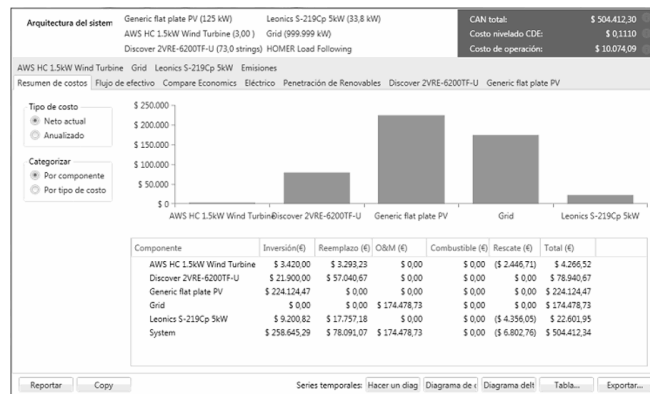 Arquitectura del sistem
Generic flat plate PV (125 kW) Leonics S-219Cp 5kW (33,8 kW)
AWS HC 1.5kW Wind Turbine (3,00 ) Grid (999.999 kW)
Discover 2VRE-6200TF-U (73,0 strings) HOMER Load Following
CAN total: $ 504.412,30
Costo nivelado CDE: $ 0,1110
Costo de operación: $ 10.074,09
AWS HC 1.5kW Wind Turbine Grid Leonics S-219Cp 5kW Emisiones
Resumen de costos Flujo de efectivo Compare Economics Eléctrico Penetración de Renovables Discover 2VRE-6200TF-U Generic flat plate PV
Tipo de costo
Neto actual
Anualizado
Categorizar
Por componente
Por tipo de costo
$ 250.000
$ 200.000
$ 150.000
$ 100.000
$ 50.000
$ 0
AWS HC 1.5kW Wind Turbine Discover 2VRE-6200TF-U Generic flat plate PV Grid Leonics S-219Cp 5kW
Componente Inversión(€) Reemplazo (€) O&M (€) Combustible (€) Rescate (€) Total (€)
AWS HC 1.5kW Wind Turbine $ 3.420,00 $ 3.293,23 $ 0,00 $ 0,00 ($ 2.446,71) $ 4.266,52
Discover 2VRE-6200TF-U $ 21.900,00 $ 57.040,67 $ 0,00 $ 0,00 $ 0,00 $ 78.940,67
Generic flat plate PV $ 224.124,47 $ 0,00 $ 0,00 $ 0,00 $ 0,00 $ 224.124,47
Grid $ 0,00 $ 0,00 $ 174.478,73 $ 0,00 $ 0,00 $ 174.478,73
Leonics S-219Cp 5kW $ 9.200,82 $ 17.757,18 $ 0,00 $ 0,00 ($ 4.356,05) $ 22.601,95
System $ 258.645,29 $ 78.091,07 $ 174.478,73 $ 0,00 ($ 6.802,76) $ 504.412,34
Reportar Copy Series temporales: Hacer un diag Diagrama de c Diagrama delt Tabla... Exportar...